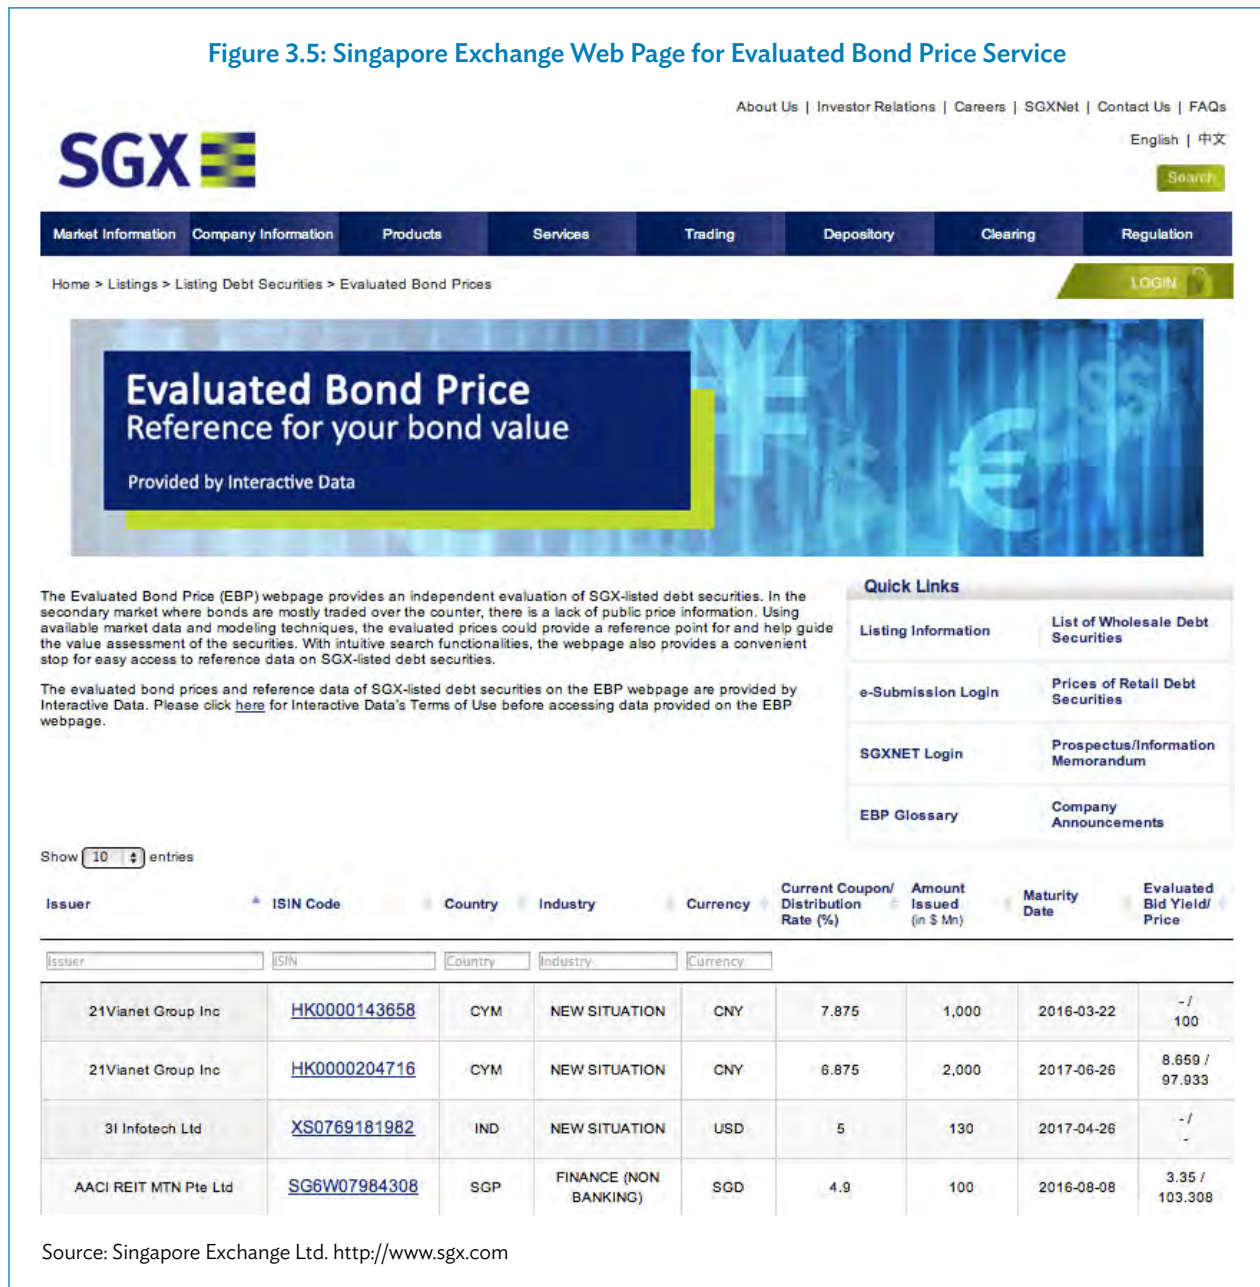 Figure 3.5: Singapore Exchange Web Page for Evaluated Bond Price Service
About Us | Investor Relations | Careers | SGXNet | Contact Us | FAQs
SGX
English | 中文
Search
Market Information Company Information Products Services Trading Depository Clearing Regulation
Home > Listings > Listing Debt Securities > Evaluated Bond Prices
LOGIN
Evaluated Bond Price
Reference for your bond value
Provided by Interactive Data
The Evaluated Bond Price (EBP) webpage provides an independent evaluation of SGX-listed debt securities. In the
secondary market where bonds are mostly traded over the counter, there is a lack of public price information. Using
available market data and modeling techniques, the evaluated prices could provide a reference point for and help guide
the value assessment of the securities. With intuitive search functionalities, the webpage also provides a convenient
stop for easy access to reference data on SGX-listed debt securities.
The evaluated bond prices and reference data of SGX-listed debt securities on the EBP webpage are provided by
Interactive Data. Please click here for Interactive Data's Terms of Use before accessing data provided on the EBP
webpage.
Quick Links
Listing Information
List of Wholesale Debt
Securities
e-Submission Login
Prices of Retail Debt
Securities
SGXNET Login
Prospectus/Information
Memorandum
EBP Glossary
Company
Announcements
Show 10 entries
Issuer
ISIN Code
Country
Industry
Currency
Current Coupon/
Distribution
Rate (%)
Amount
Issued
(in $ Mn)
Maturity
Date
Evaluated
Bid Yield/
Price
Issuer ISIN Country Industry Currency
21Vianet Group Inc HK0000143658 CYM NEW SITUATION CNY 7.875 1,000 2016-03-22 - /
100
21Vianet Group Inc HK0000204716 CYM NEW SITUATION CNY 6.875 2,000 2017-06-26 8.659 /
97.933
3I Infotech Ltd XS0769181982 IND NEW SITUATION USD 5 130 2017-04-26 - /
-
AACI REIT MTN Pte Ltd SG6W07984308 SGP FINANCE (NON
BANKING) SGD 4.9 100 2016-08-08 3.35 /
103.308
Source: Singapore Exchange Ltd. http://www.sgx.com